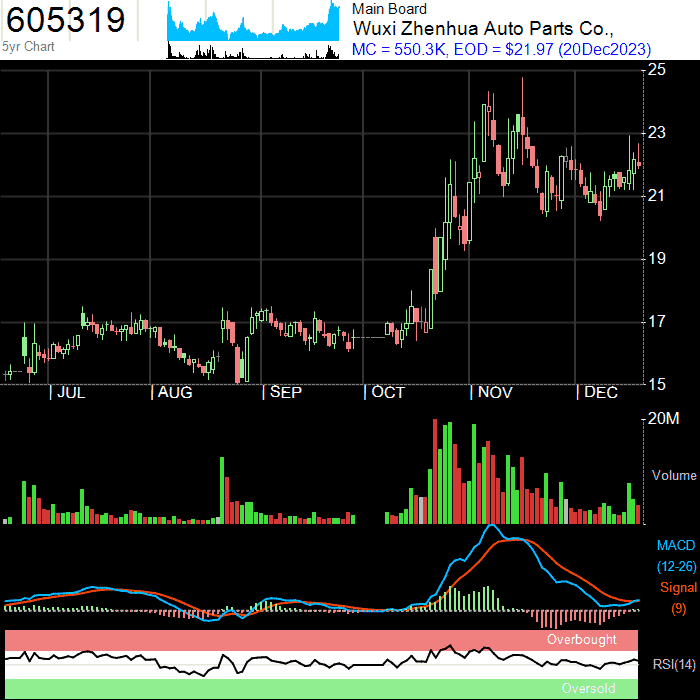 605319
5yr Chart
Main Board
Wuxi Zhenhua Auto Parts Co.,
MC = 550.3K, EOD = $21.97 (20Dec2023)
25
23
21
19
17
15
| JUL | AUG | SEP | OCT | NOV | DEC
20M
Volume
MACD
(12-26)
Signal
(9)
Overbought
RSI(14)
Oversold